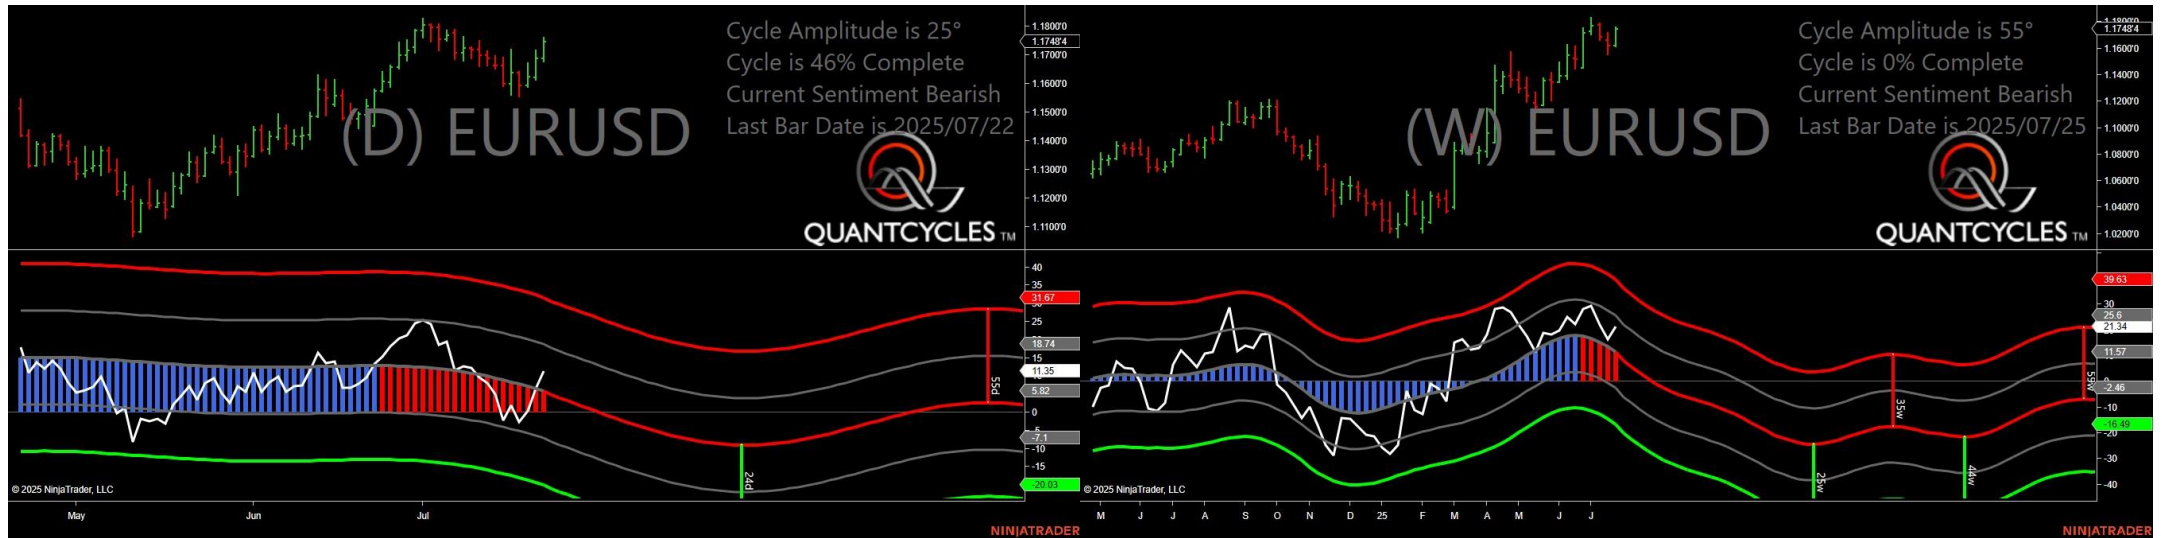 Cycle Amplitude is 25°
Cycle is 46% Complete
Current Sentiment Bearish
Last Bar Date is 2025/07/22
(D) EURUSD
QUANTCYCLES TM
1.1800'0
1.1748'4
1.1700'0
1.1600'0
1.1500'0
1.1400'0
1.1300'0
1.1200'0
1.1100'0
40
35
31.67
25
18.74
15
11.35
5.82
0
-7.1
-10
-15
-20.03
55d
24d
© 2025 NinjaTrader, LLC
May
Jun
Jul
NINJATRADER
Cycle Amplitude is 55°
Cycle is 0% Complete
Current Sentiment Bearish
Last Bar Date is 2025/07/25
(W) EURUSD
QUANTCYCLES TM
1.1800'0
1.1748'4
1.1600'0
1.1400'0
1.1200'0
1.1000'0
1.0800'0
1.0600'0
1.0400'0
1.0200'0
39.63
30
25.6
21.34
11.57
0
-2.46
-10
-16.49
-20
-30
-40
25w
35w
44w
59w
© 2025 NinjaTrader, LLC
M
J
J
A
S
O
N
D
25
F
M
A
M
J
J
NINJATRADER